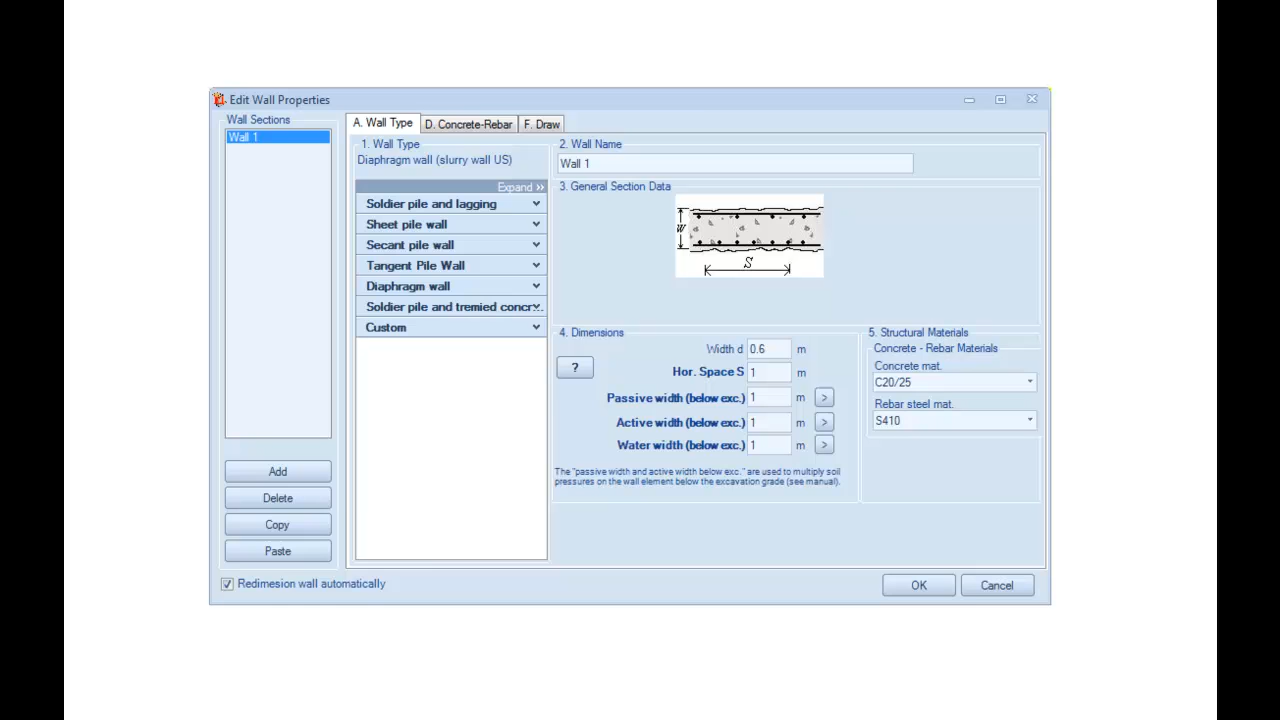 Edit Wall Properties
Wall Sections
Wall 1
Add
Delete
Copy
Paste
Redimesion wall automatically
A. Wall Type
D. Concrete-Rebar
F. Draw
1. Wall Type
Diaphragm wall (slurry wall US)
Expand >>
Soldier pile and lagging
Sheet pile wall
Secant pile wall
Tangent Pile Wall
Diaphragm wall
Soldier pile and tremied concr...
Custom
2. Wall Name
Wall 1
3. General Section Data
w
S
4. Dimensions
?
Width d 0.6 m
Hor. Space S 1 m
Passive width (below exc.) 1 m >
Active width (below exc.) 1 m >
Water width (below exc.) 1 m >
The "passive width and active width below exc." are used to multiply soil
pressures on the wall element below the excavation grade (see manual).
5. Structural Materials
Concrete - Rebar Materials
Concrete mat.
C20/25
Rebar steel mat.
S410
OK
Cancel